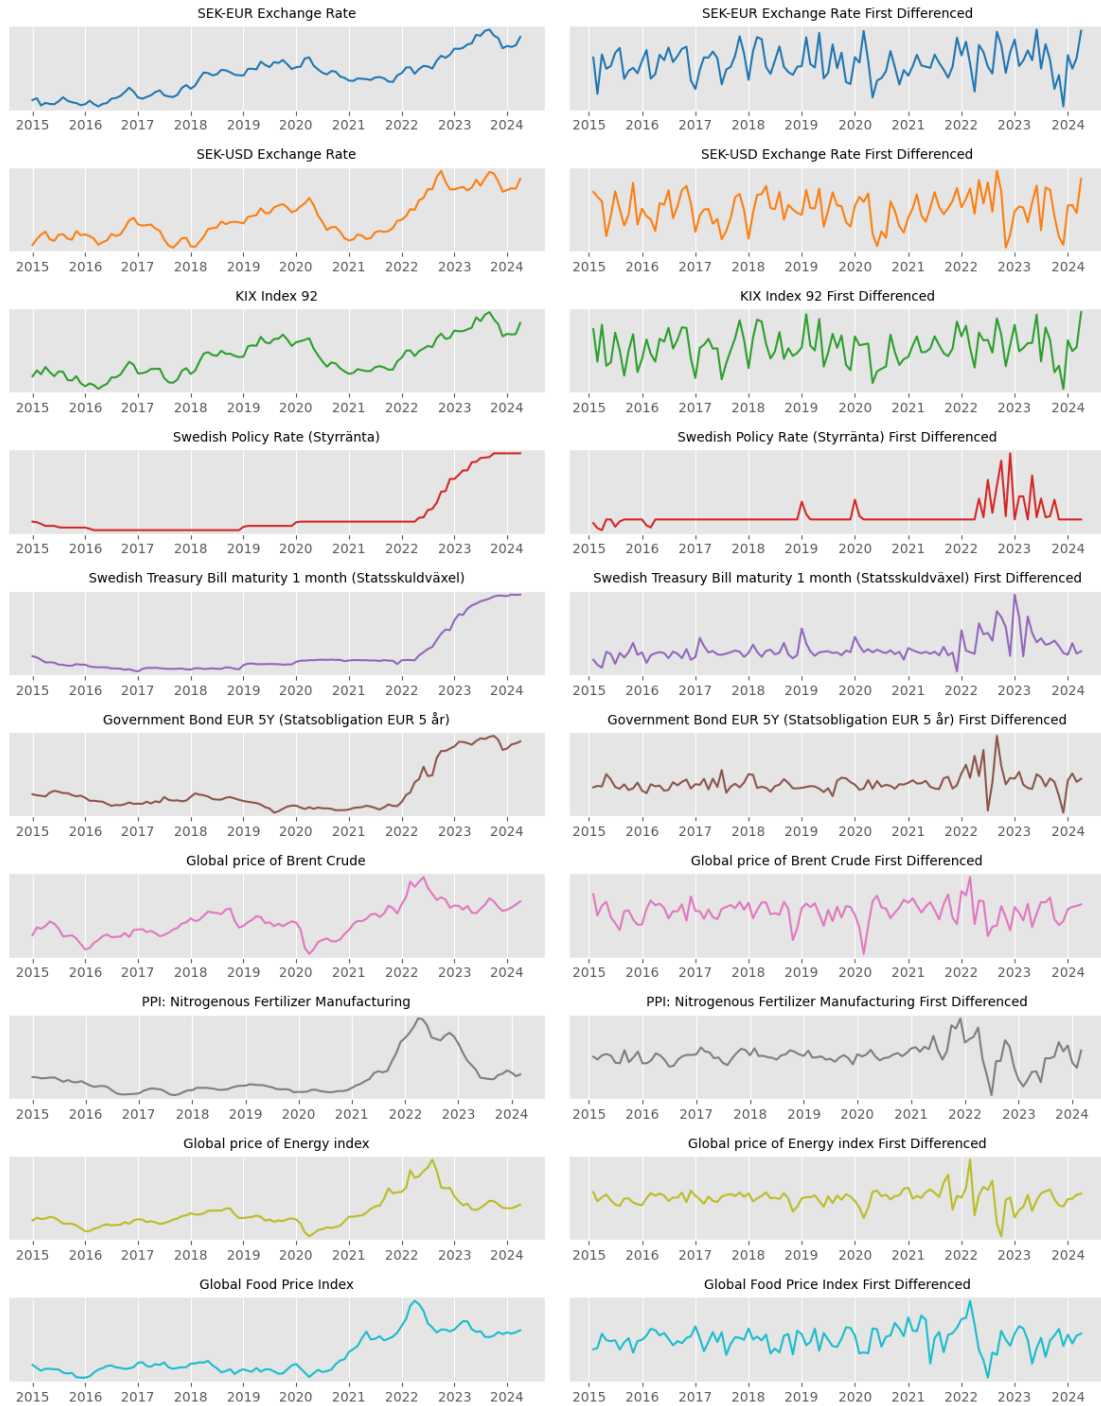 SEK-EUR Exchange Rate
SEK-EUR Exchange Rate First Differenced
2015 2016 2017 2018 2019 2020 2021 2022 2023 2024
2015 2016 2017 2018 2019 2020 2021 2022 2023 2024
SEK-USD Exchange Rate
SEK-USD Exchange Rate First Differenced
2015 2016 2017 2018 2019 2020 2021 2022 2023 2024
2015 2016 2017 2018 2019 2020 2021 2022 2023 2024
KIX Index 92
KIX Index 92 First Differenced
2015 2016 2017 2018 2019 2020 2021 2022 2023 2024
2015 2016 2017 2018 2019 2020 2021 2022 2023 2024
Swedish Policy Rate (Styrränta)
Swedish Policy Rate (Styrränta) First Differenced
2015 2016 2017 2018 2019 2020 2021 2022 2023 2024
2015 2016 2017 2018 2019 2020 2021 2022 2023 2024
Swedish Treasury Bill maturity 1 month (Statsskuldväxel)
Swedish Treasury Bill maturity 1 month (Statsskuldväxel) First Differenced
2015 2016 2017 2018 2019 2020 2021 2022 2023 2024
2015 2016 2017 2018 2019 2020 2021 2022 2023 2024
Government Bond EUR 5Y (Statsobligation EUR 5 år)
Government Bond EUR 5Y (Statsobligation EUR 5 år) First Differenced
2015 2016 2017 2018 2019 2020 2021 2022 2023 2024
2015 2016 2017 2018 2019 2020 2021 2022 2023 2024
Global price of Brent Crude
Global price of Brent Crude First Differenced
2015 2016 2017 2018 2019 2020 2021 2022 2023 2024
2015 2016 2017 2018 2019 2020 2021 2022 2023 2024
PPI: Nitrogenous Fertilizer Manufacturing
PPI: Nitrogenous Fertilizer Manufacturing First Differenced
2015 2016 2017 2018 2019 2020 2021 2022 2023 2024
2015 2016 2017 2018 2019 2020 2021 2022 2023 2024
Global price of Energy index
Global price of Energy index First Differenced
2015 2016 2017 2018 2019 2020 2021 2022 2023 2024
2015 2016 2017 2018 2019 2020 2021 2022 2023 2024
Global Food Price Index
Global Food Price Index First Differenced
2015 2016 2017 2018 2019 2020 2021 2022 2023 2024
2015 2016 2017 2018 2019 2020 2021 2022 2023 2024